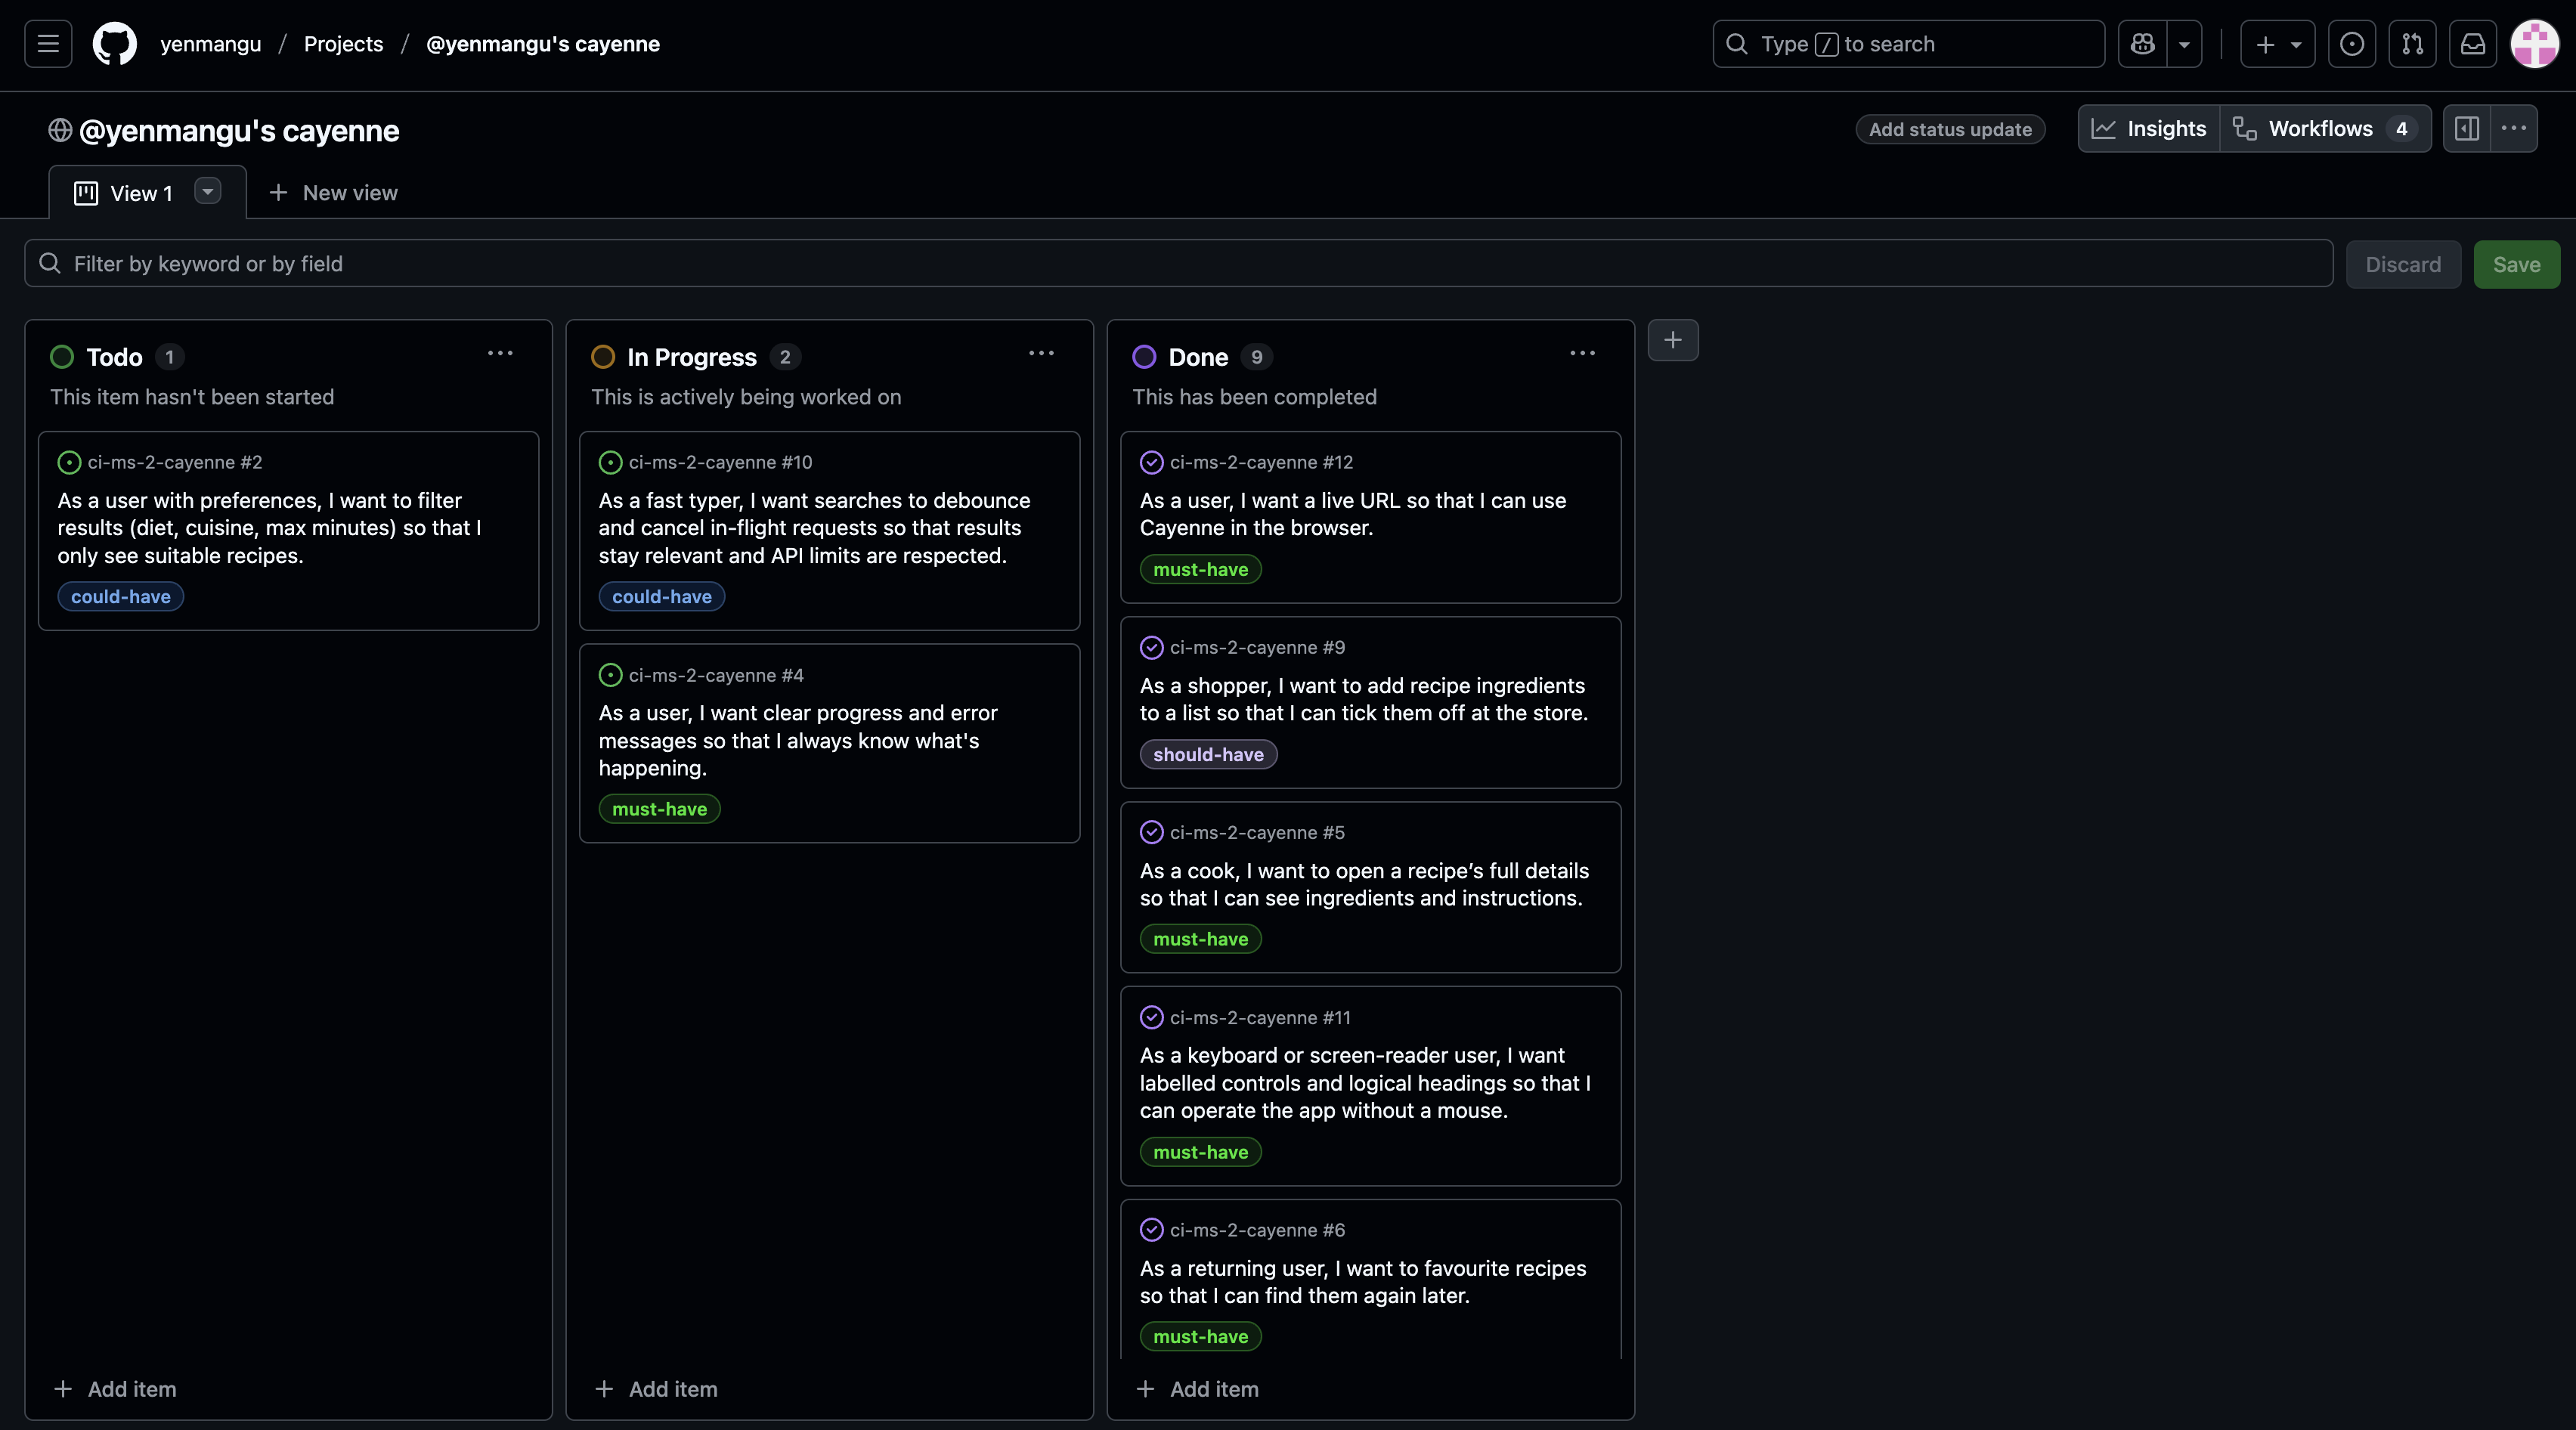 yenmangu / Projects / @yenmangu's cayenne
Type / to search
@yenmangu's cayenne
Add status update
Insights
Workflows 4
View 1
New view
Filter by keyword or by field
Discard
Save
Todo 1
This item hasn't been started
ci-ms-2-cayenne #2
As a user with preferences, I want to filter
results (diet, cuisine, max minutes) so that I
only see suitable recipes.
could-have
Add item
In Progress 2
This is actively being worked on
ci-ms-2-cayenne #10
As a fast typer, I want searches to debounce
and cancel in-flight requests so that results
stay relevant and API limits are respected.
could-have
ci-ms-2-cayenne #4
As a user, I want clear progress and error
messages so that I always know what's
happening.
must-have
Add item
Done 9
This has been completed
ci-ms-2-cayenne #12
As a user, I want a live URL so that I can use
Cayenne in the browser.
must-have
ci-ms-2-cayenne #9
As a shopper, I want to add recipe ingredients
to a list so that I can tick them off at the store.
should-have
ci-ms-2-cayenne #5
As a cook, I want to open a recipe’s full details
so that I can see ingredients and instructions.
must-have
ci-ms-2-cayenne #11
As a keyboard or screen-reader user, I want
labelled controls and logical headings so that I
can operate the app without a mouse.
must-have
ci-ms-2-cayenne #6
As a returning user, I want to favourite recipes
so that I can find them again later.
must-have
Add item